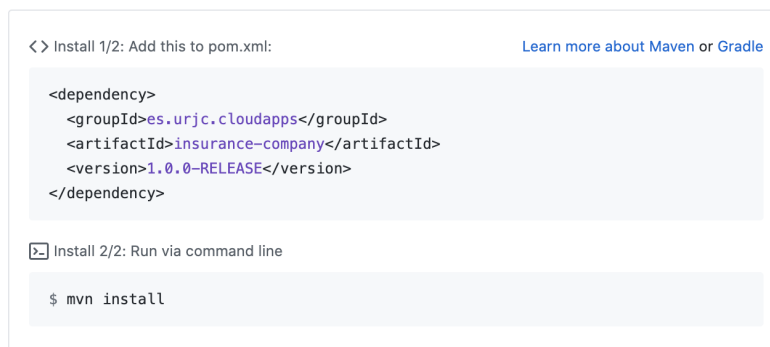 Install 1/2: Add this to pom.xml: Learn more about Maven or Gradle
<dependency>
  <groupId>es.urjc.cloudapps</groupId>
  <artifactId>insurance-company</artifactId>
  <version>1.0.0-RELEASE</version>
</dependency>
Install 2/2: Run via command line
$ mvn install